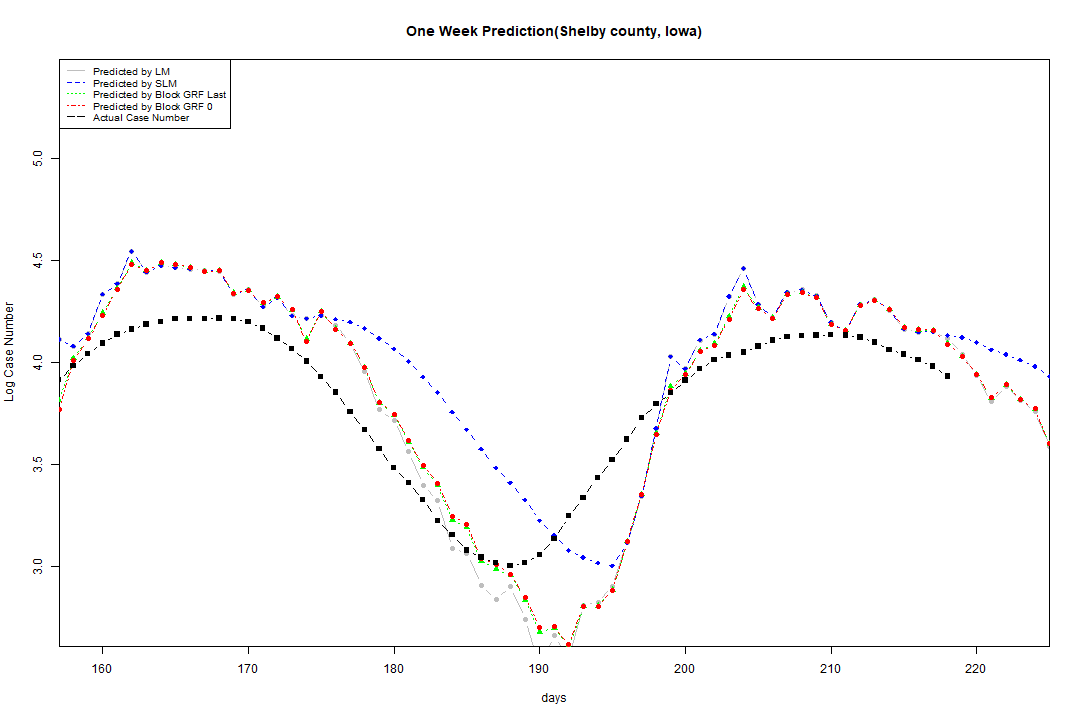 One Week Prediction(Shelby county, Iowa)
Predicted by LM
Predicted by SLM
Predicted by Block GRF Last
Predicted by Block GRF 0
Actual Case Number
Log Case Number
5.0
4.5
4.0
3.5
3.0
160 170 180 190 200 210 220
days